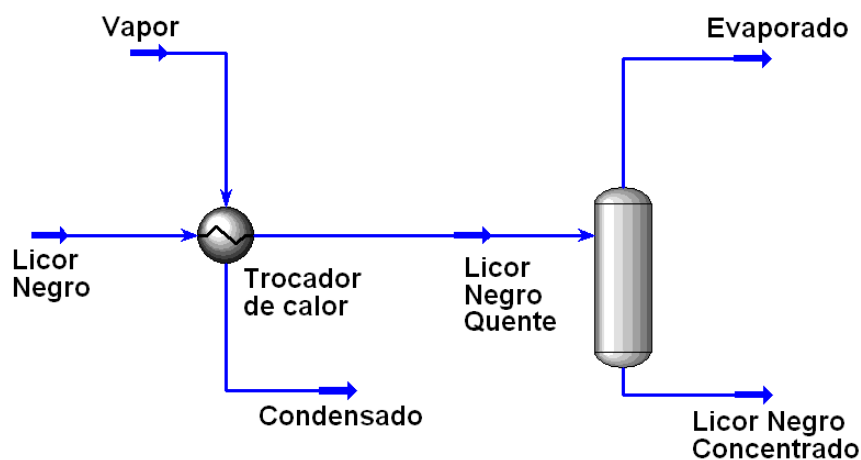 Vapor
Evaporado
Licor
Negro
Trocador
de calor
Licor
Negro
Quente
Condensado
Licor Negro
Concentrado